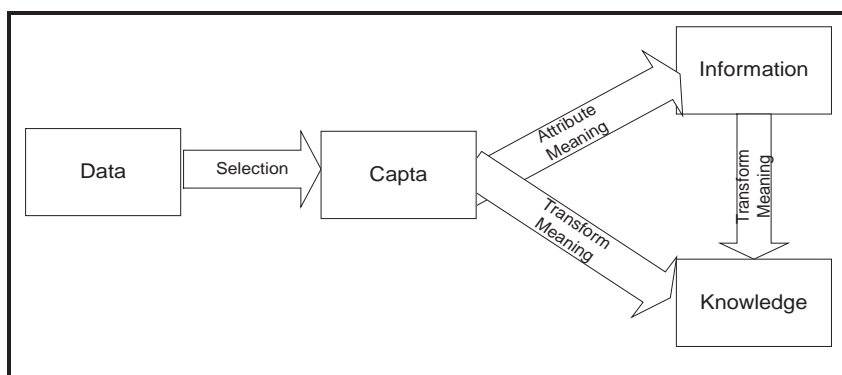 Data
Selection
Capta
Attribute
Meaning
Information
Transform
Meaning
Transform
Meaning
Knowledge